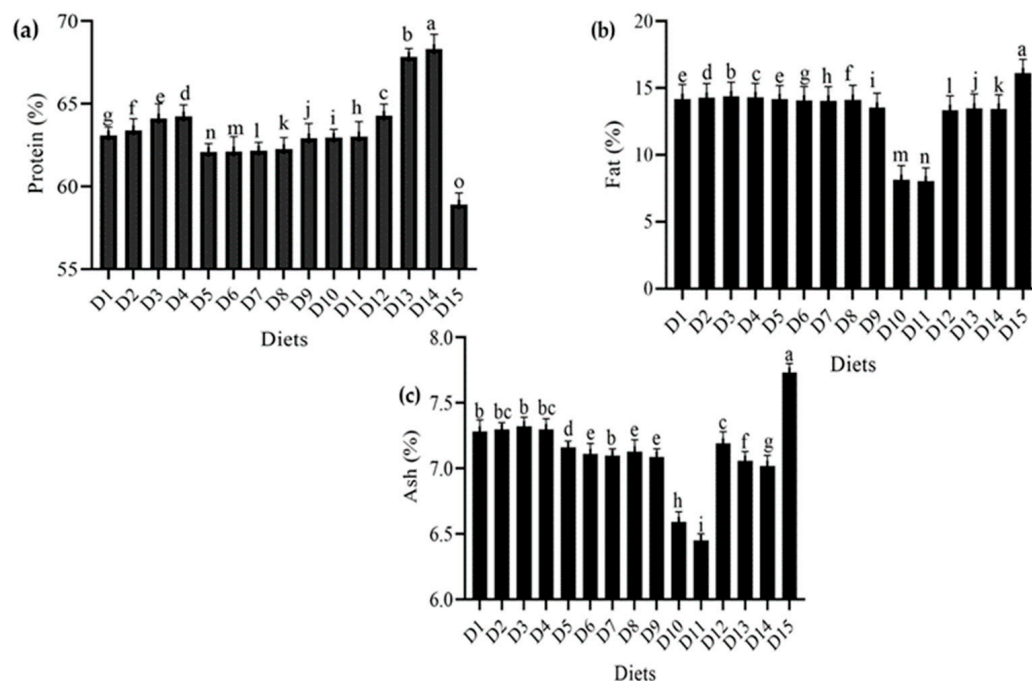 (a)
Protein (%)
70
65
60
55
g f e d n m l k j i h c b a o
D1 D2 D3 D4 D5 D6 D7 D8 D9 D10 D11 D12 D13 D14 D15
Diets
(b)
Fat (%)
20
15
10
5
0
e d b c e g h f i m n l j k a
D1 D2 D3 D4 D5 D6 D7 D8 D9 D10 D11 D12 D13 D14 D15
Diets
(c)
Ash (%)
8.0
7.5
7.0
6.5
6.0
b bc b bc d e b e e h i c f g a
D1 D2 D3 D4 D5 D6 D7 D8 D9 D10 D11 D12 D13 D14 D15
Diets